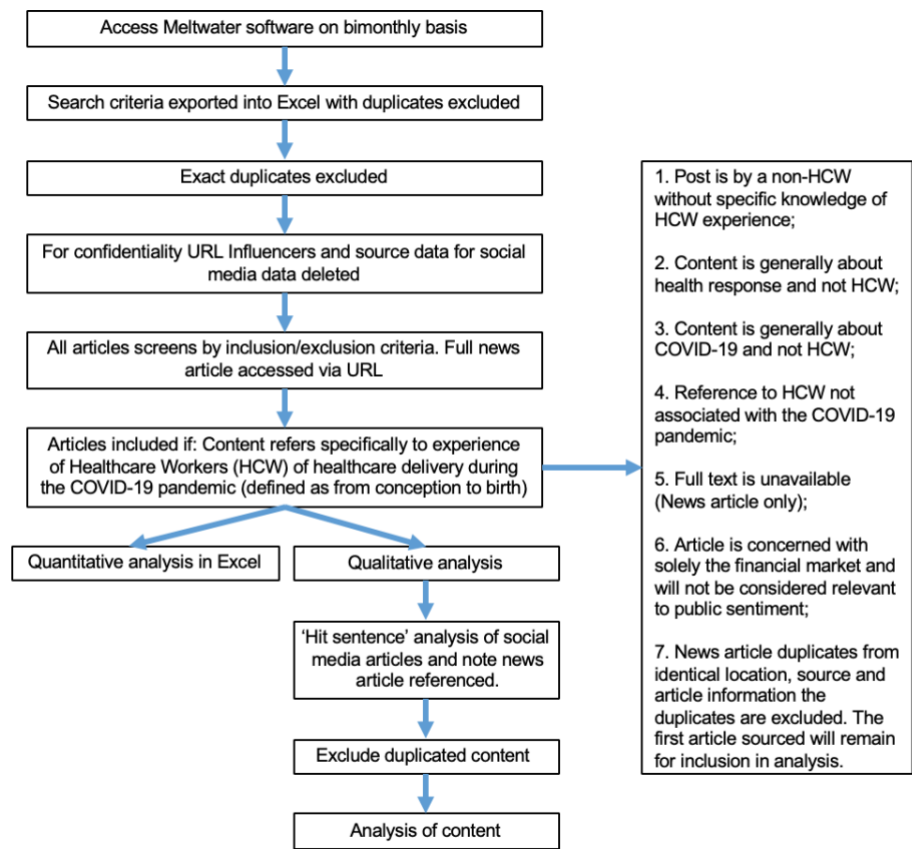 Access Meltwater software on bimonthly basis
Search criteria exported into Excel with duplicates excluded
Exact duplicates excluded
For confidentiality URL Influencers and source data for social
media data deleted
All articles screens by inclusion/exclusion criteria. Full news
article accessed via URL
Articles included if: Content refers specifically to experience
of Healthcare Workers (HCW) of healthcare delivery during
the COVID-19 pandemic (defined as from conception to birth)
Quantitative analysis in Excel
Qualitative analysis
‘Hit sentence’ analysis of social
media articles and note news
article referenced.
Exclude duplicated content
Analysis of content
1. Post is by a non-HCW
without specific knowledge of
HCW experience;
2. Content is generally about
health response and not HCW;
3. Content is generally about
COVID-19 and not HCW;
4. Reference to HCW not
associated with the COVID-19
pandemic;
5. Full text is unavailable
(News article only);
6. Article is concerned with
solely the financial market and
will not be considered relevant
to public sentiment;
7. News article duplicates from
identical location, source and
article information the
duplicates are excluded. The
first article sourced will remain
for inclusion in analysis.